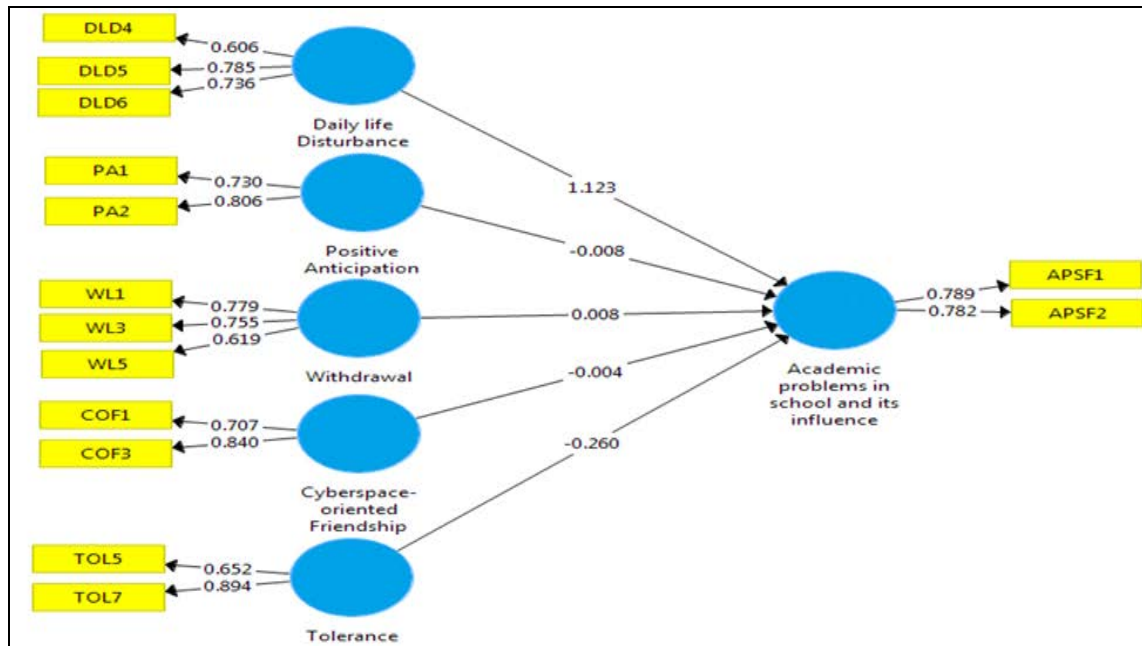 DLD4
0.606
DLD5
0.785
DLD6
0.736
Daily life
Disturbance
1.123
PA1
0.730
PA2
0.806
Positive
Anticipation
-0.008
WL1
0.779
WL3
0.755
WL5
0.619
Withdrawal
0.008
COF1
0.707
COF3
0.840
Cyberspace-
oriented
Friendship
-0.004
TOL5
0.652
TOL7
0.894
Tolerance
-0.260
Academic
problems in
school and its
influence
0.789
APSF1
0.782
APSF2